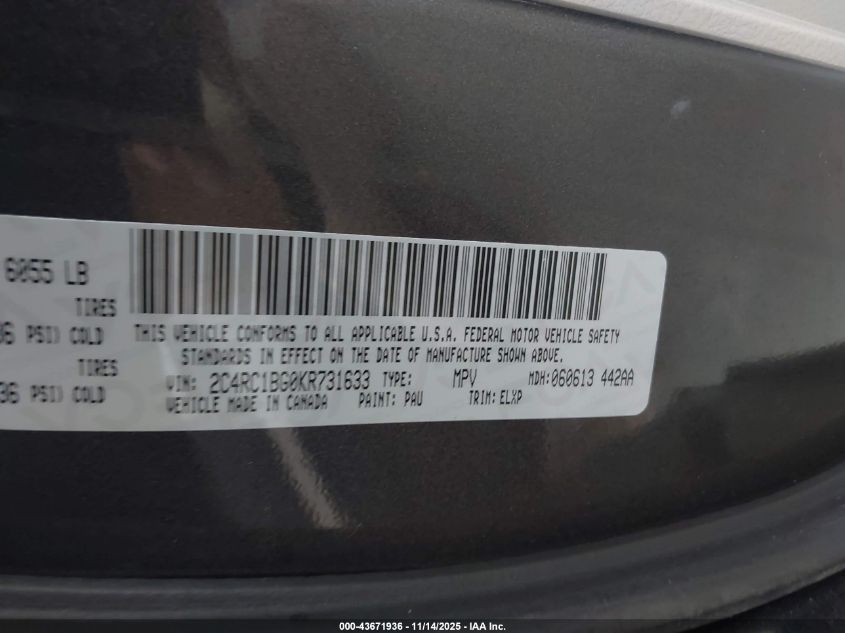 6055 LB
TIRES
36 PSI) COLD
TIRES
36 PSI) COLD
THIS VEHICLE CONFORMS TO ALL APPLICABLE U.S.A. FEDERAL MOTOR VEHICLE SAFETY
STANDARDS IN EFFECT ON THE DATE OF MANUFACTURE SHOWN ABOVE.
VIN: 2C4RC1BG0KR731633 TYPE: MPV MDH:060613 442AA
VEHICLE MADE IN CANADA PAINT: PAU TRIM: ELXP
000-43671936 | 11/14/2025 | IAA Inc.